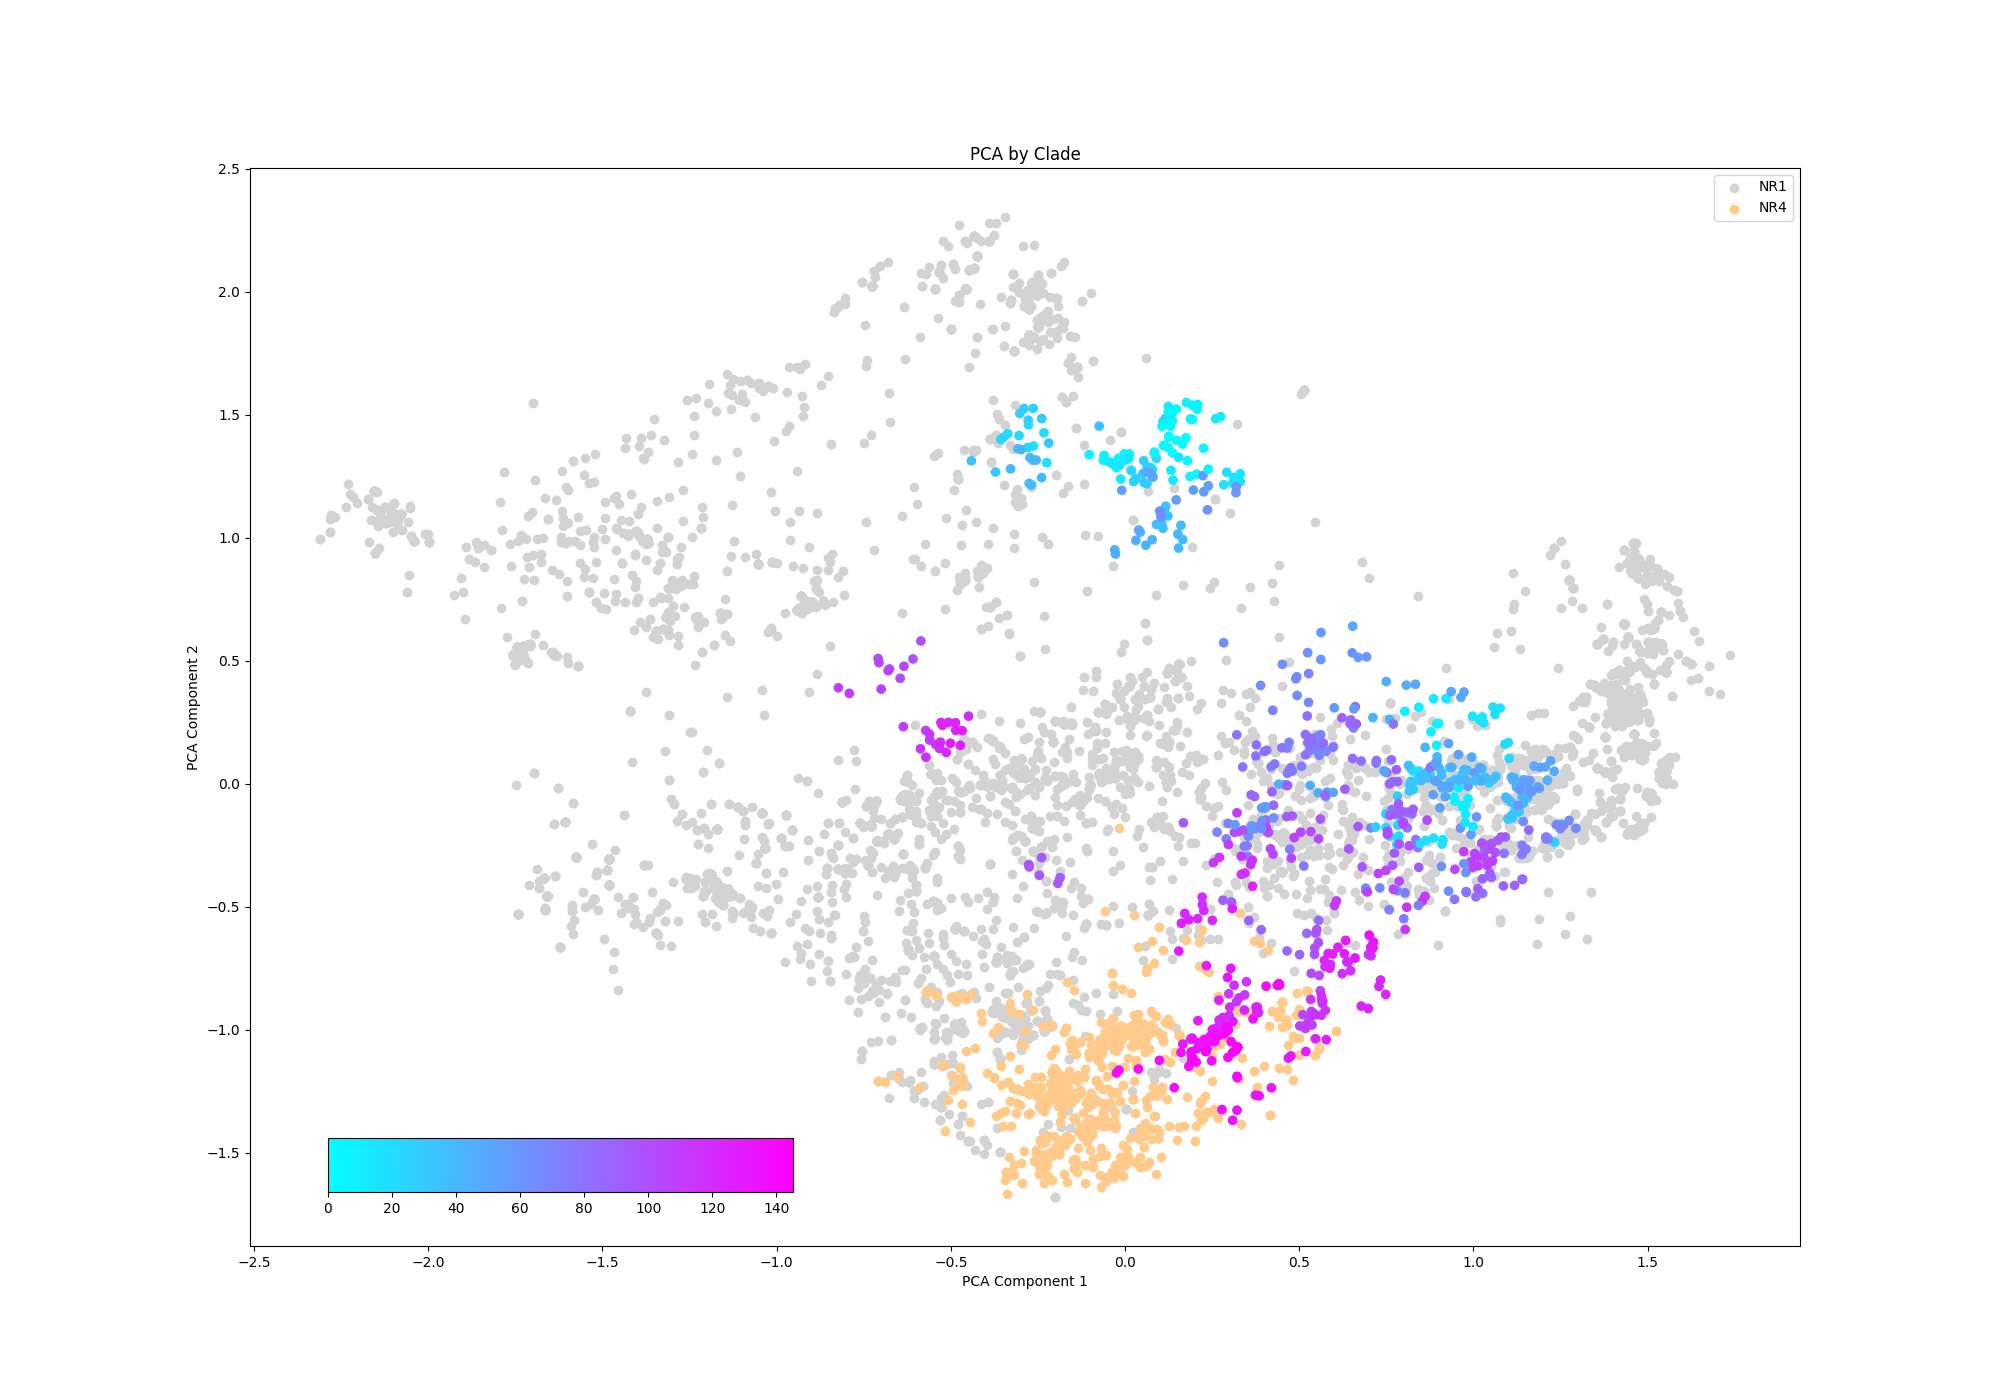 PCA by Clade
NR1
NR4
2.5
2.0
1.5
1.0
0.5
0.0
−0.5
−1.0
−1.5
PCA Component 2
0 20 40 60 80 100 120 140
−2.5 −2.0 −1.5 −1.0 −0.5 0.0 0.5 1.0 1.5
PCA Component 1